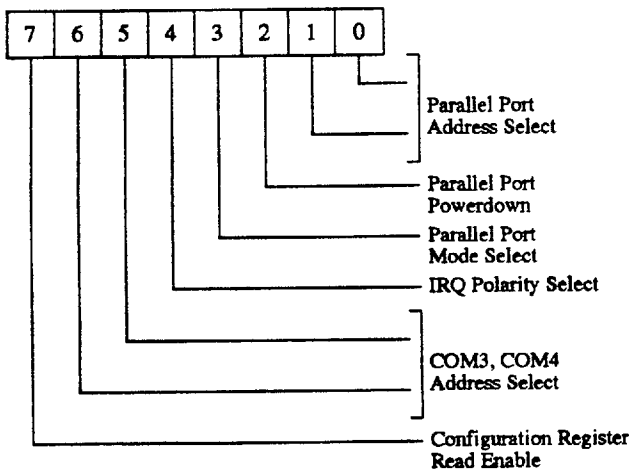 7 6 5 4 3 2 1 0
Parallel Port
Address Select
Parallel Port
Powerdown
Parallel Port
Mode Select
IRQ Polarity Select
COM3, COM4
Address Select
Configuration Register
Read Enable